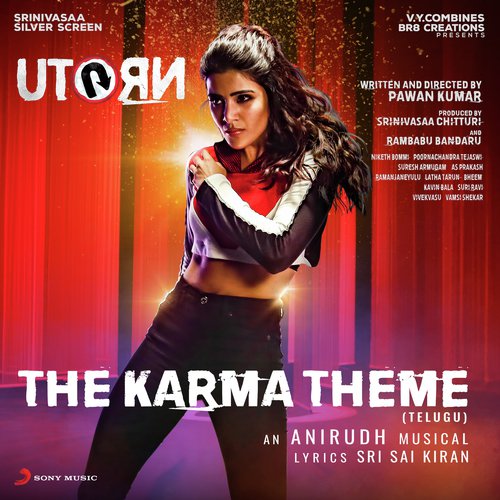 SRINIVASAA
SILVER SCREEN
V.Y.COMBINES
BR8 CREATIONS
PRESENTS
UTURN
WRITTEN AND DIRECTED BY
PAWAN KUMAR
PRODUCED BY
SRINIVASAA CHITTURI
AND
RAMBABU BANDARU
NIKETH BOMMI POORNACHANDRA TEJASWI
SURESH ARMUGAM AS PRAKASH
RAMANJANEYULU LATHA TARUN- BHEEM
KAVIN BALA SURI RAVI
VIVEKVASU VAMSI SHEKAR
THE KARMA THEME
(TELUGU)
AN ANIRUDH MUSICAL
LYRICS SRI SAI KIRAN
SONY MUSIC